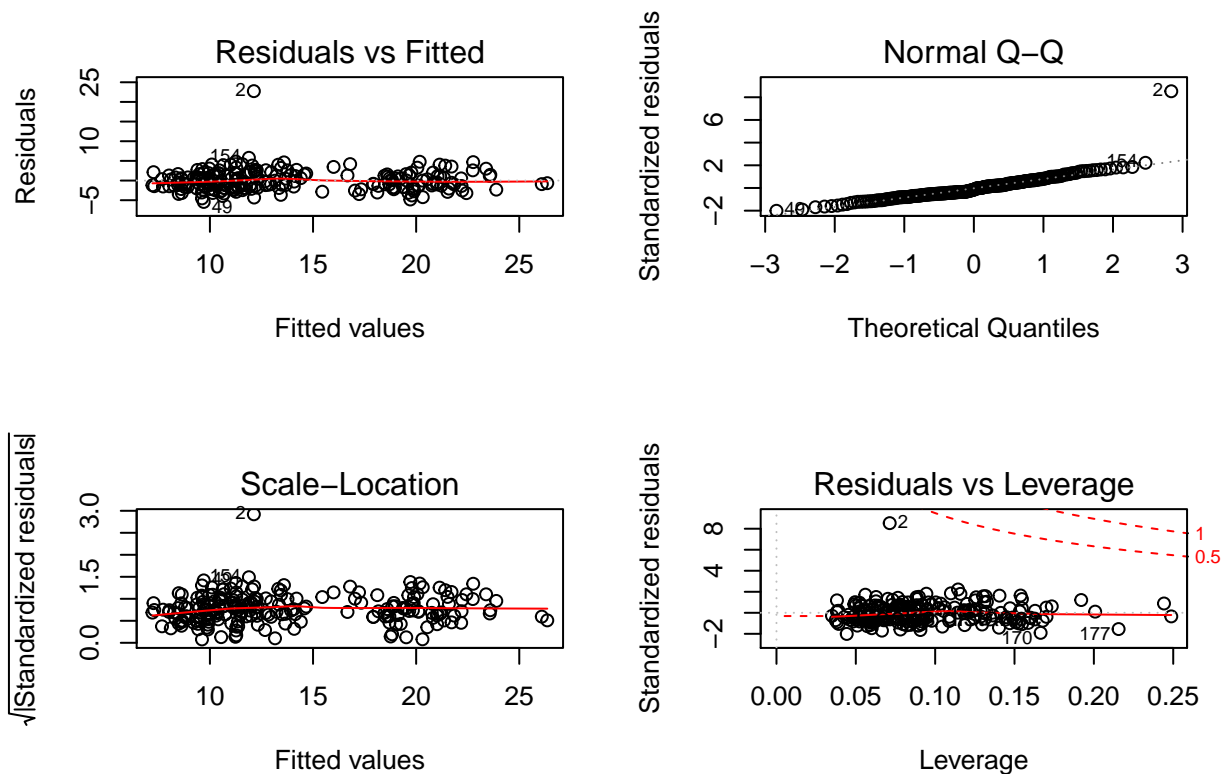 Residuals vs Fitted
Residuals
25
10
−5
2
154
49
10 15 20 25
Fitted values
Normal Q−Q
Standardized residuals
6
2
−2
2
154
49
−3 −2 −1 0 1 2 3
Theoretical Quantiles
Scale−Location
√|Standardized residuals|
3.0
1.5
0.0
2
154
10 15 20 25
Fitted values
Residuals vs Leverage
Standardized residuals
8
4
−2
2
1
0.5
170
177
0.00 0.05 0.10 0.15 0.20 0.25
Leverage